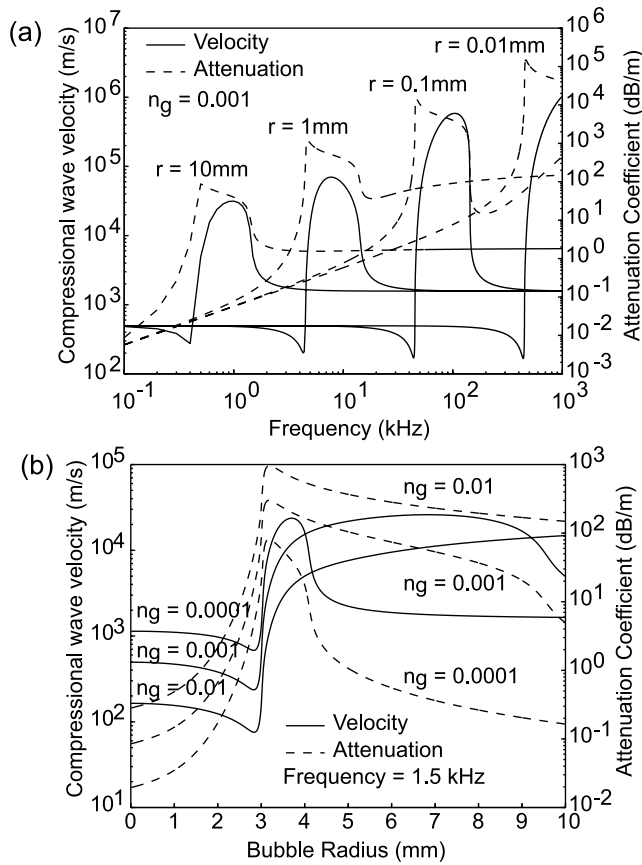 (a)
Compressional wave velocity (m/s)
10^7
10^6
10^5
10^4
10^3
10^2
Velocity
Attenuation
n_g = 0.001
r = 10mm
r = 1mm
r = 0.1mm
r = 0.01mm
10^6
10^5
10^4
10^3
10^2
10^1
10^0
10^-1
10^-2
10^-3
Attenuation Coefficient (dB/m)
10^-1
10^0
10^1
10^2
10^3
Frequency (kHz)
(b)
Compressional wave velocity (m/s)
10^5
10^4
10^3
10^2
10^1
ng = 0.01
ng = 0.001
ng = 0.0001
ng = 0.0001
ng = 0.001
ng = 0.01
Velocity
Attenuation
Frequency = 1.5 kHz
10^3
10^2
10^1
10^0
10^-1
10^-2
Attenuation Coefficient (dB/m)
0 1 2 3 4 5 6 7 8 9 10
Bubble Radius (mm)